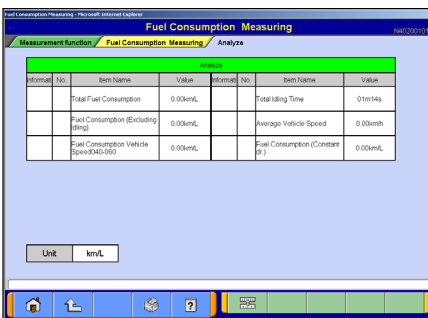 Fuel Consumption Measuring - Microsoft Internet Explorer
Fuel Consumption Measuring
N40200101
Measurement function Fuel Consumption Measuring Analyze
Analyze
Informati No. Item Name Value Informati No. Item Name Value
Total Fuel Consumption 0.00km/L Total Idling Time 01m14s
Fuel Consumption (Excluding Idling) 0.00km/L Average Vehicle Speed 0.00km/h
Fuel Consumption Vehicle Speed040-060 0.00km/L Fuel Consumption (Constant dr.) 0.00km/L
Unit km/L
?